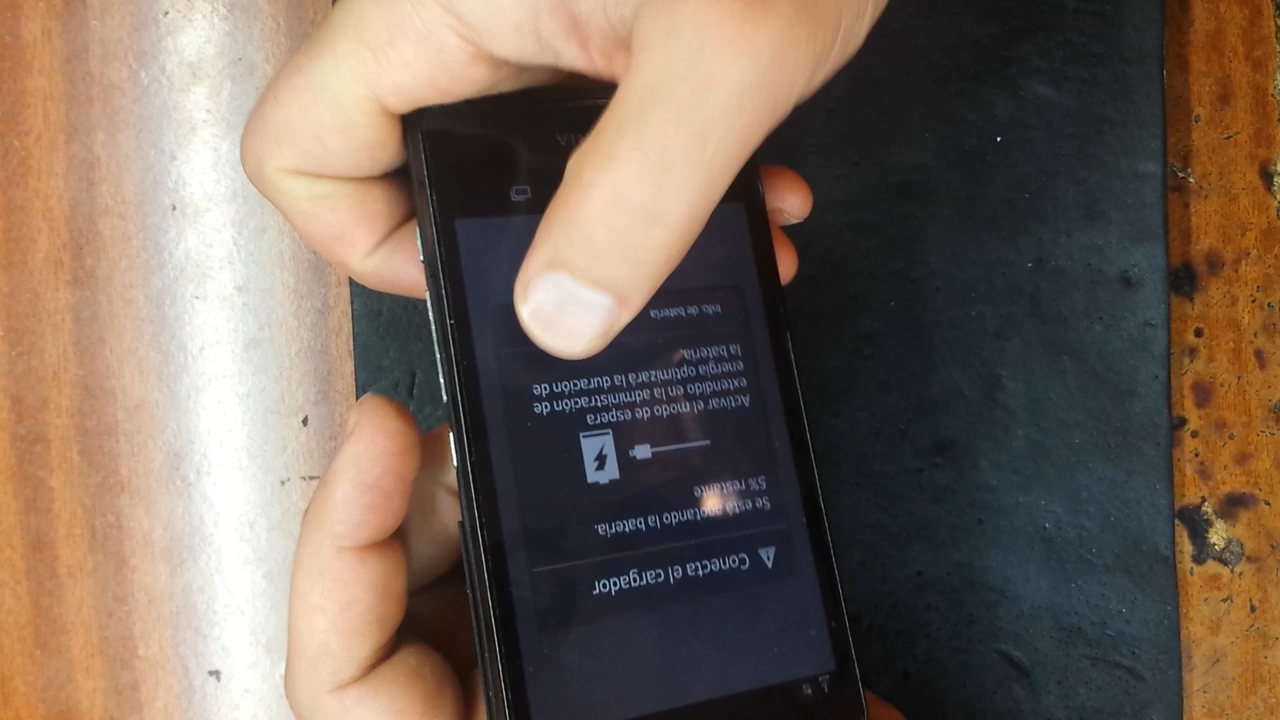 Conecta el cargador
Se está agotando la batería.
5% restante
Activar el modo de espera
extendido en la administración de
energía optimizará la duración de
la batería.
Info. de batería